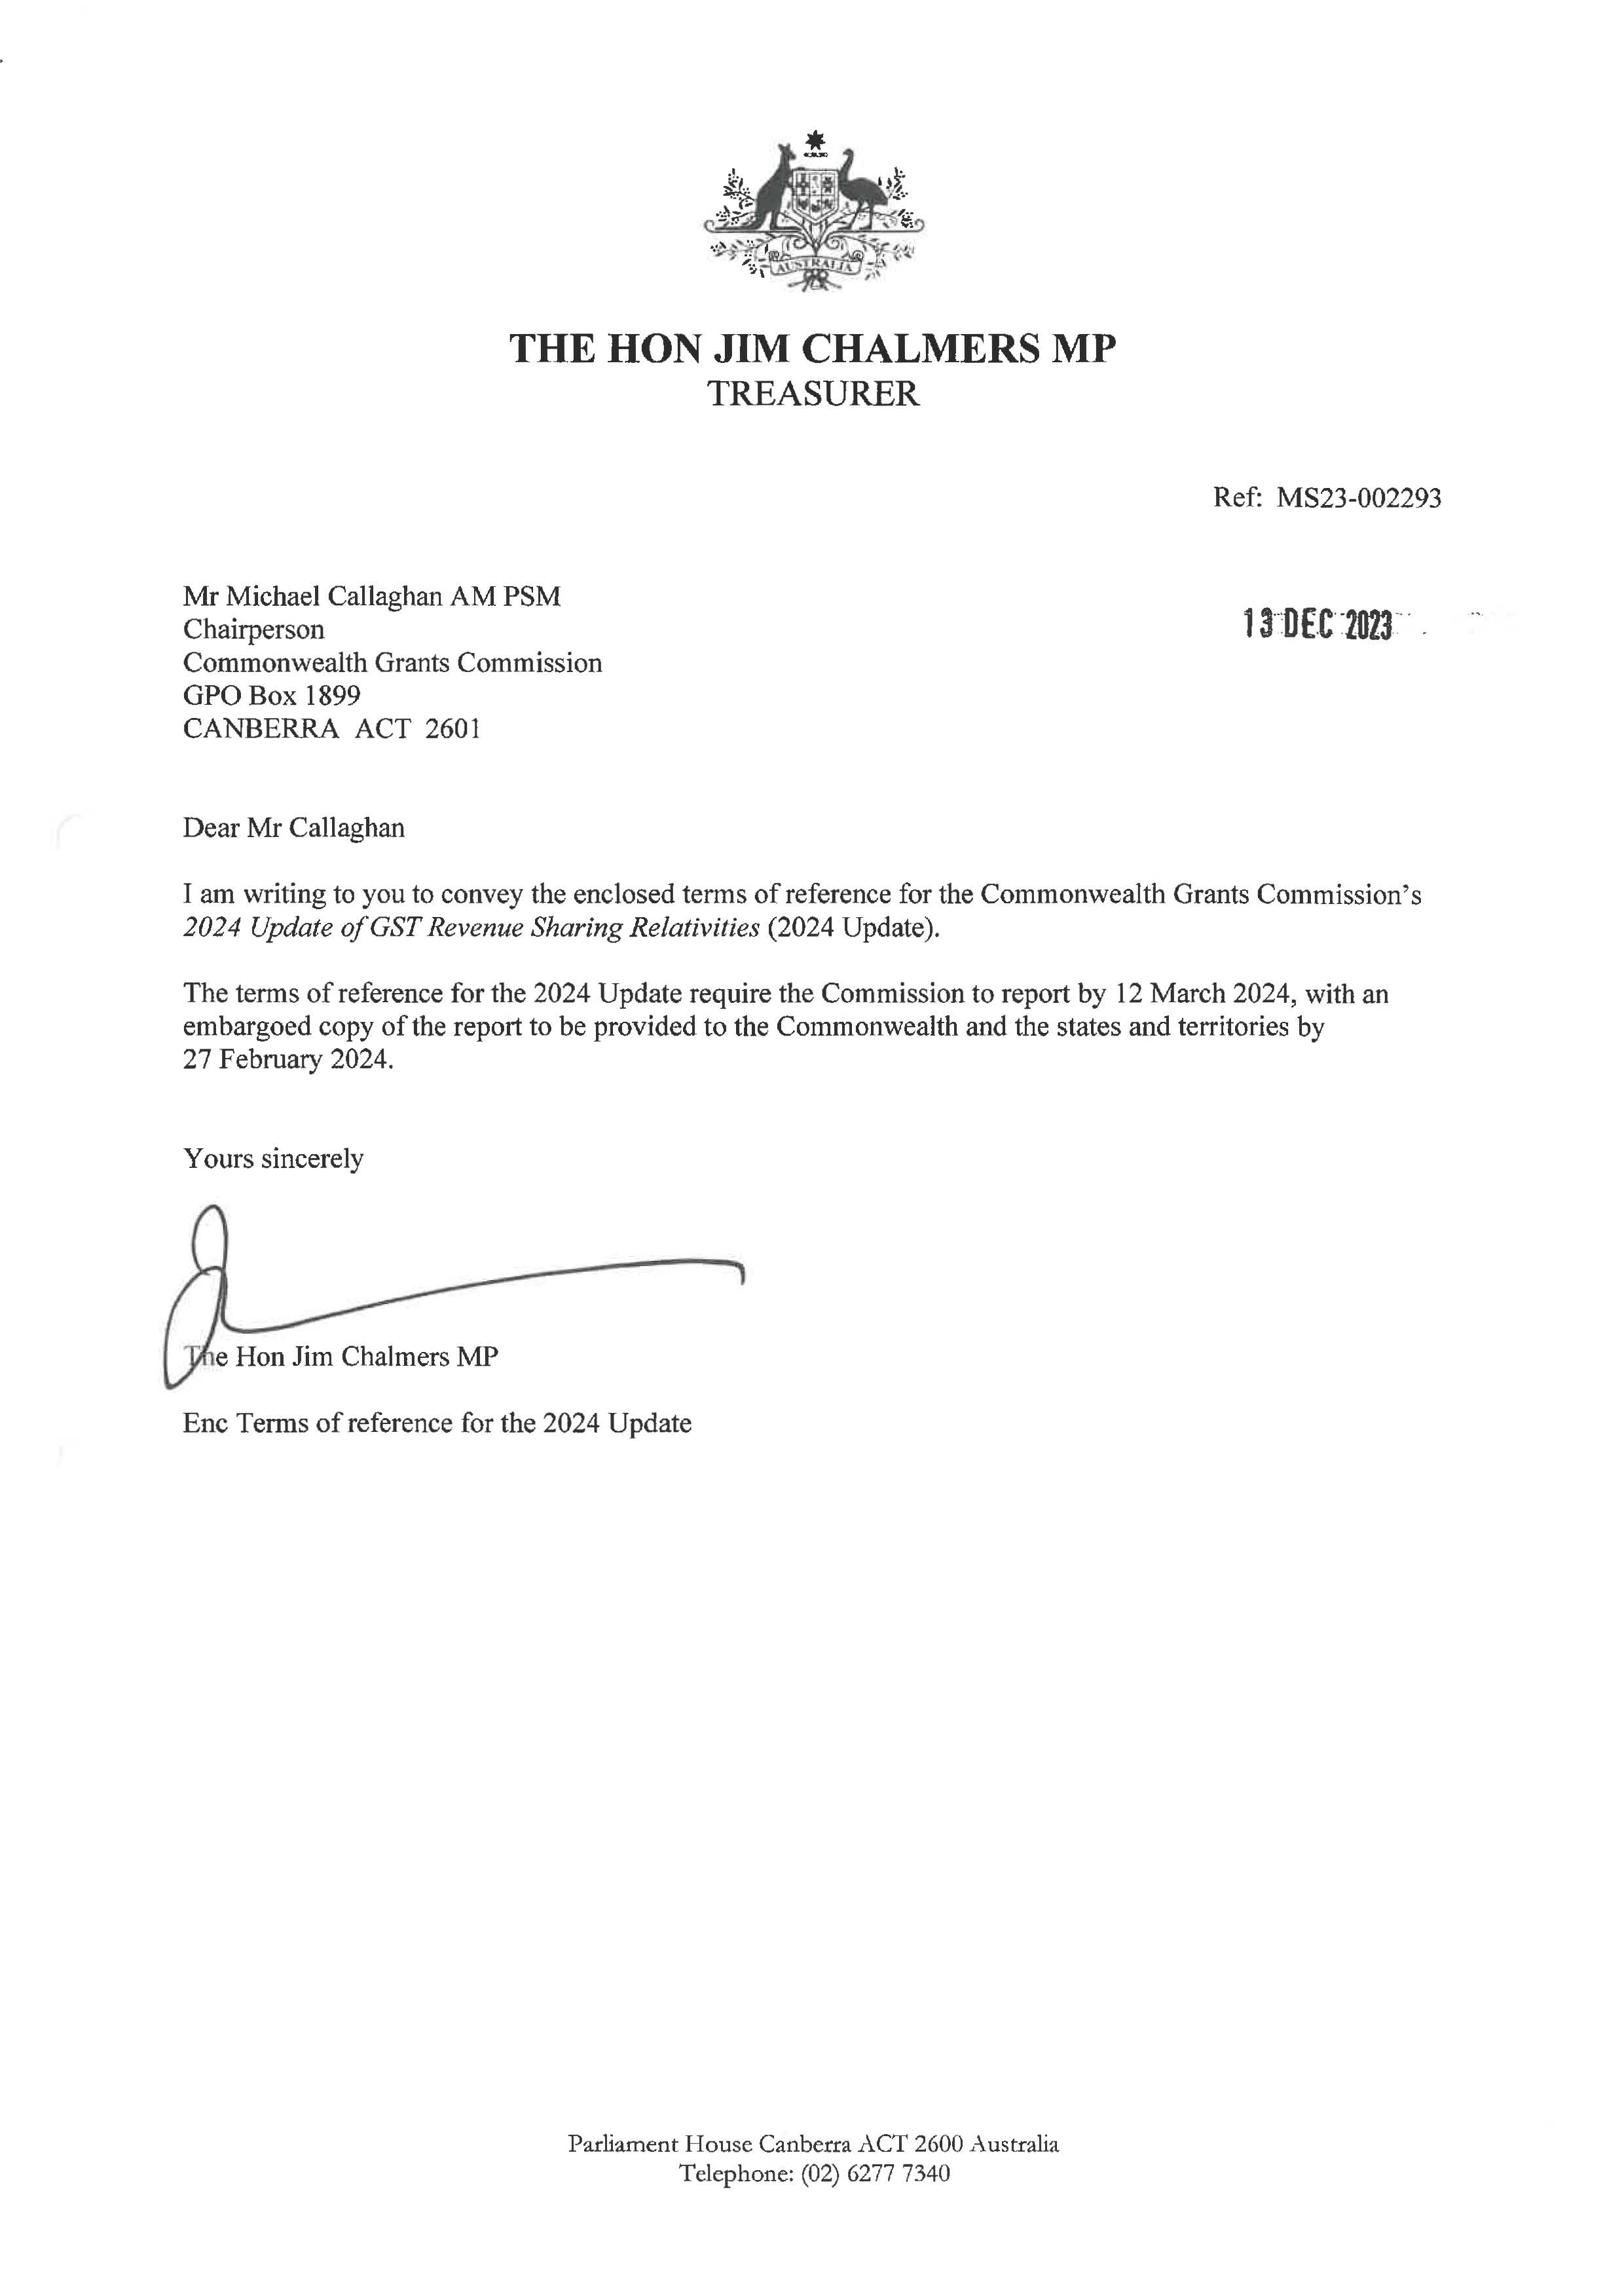 AUSTRALIA
THE HON JIM CHALMERS MP
TREASURER
Ref: MS23-002293
Mr Michael Callaghan AM PSM
Chairperson
Commonwealth Grants Commission
GPO Box 1899
CANBERRA ACT 2601
13 DEC 2023
Dear Mr Callaghan
I am writing to you to convey the enclosed terms of reference for the Commonwealth Grants Commission’s
2024 Update of GST Revenue Sharing Relativities (2024 Update).
The terms of reference for the 2024 Update require the Commission to report by 12 March 2024, with an
embargoed copy of the report to be provided to the Commonwealth and the states and territories by
27 February 2024.
Yours sincerely
The Hon Jim Chalmers MP
Enc Terms of reference for the 2024 Update
Parliament House Canberra ACT 2600 Australia
Telephone: (02) 6277 7340